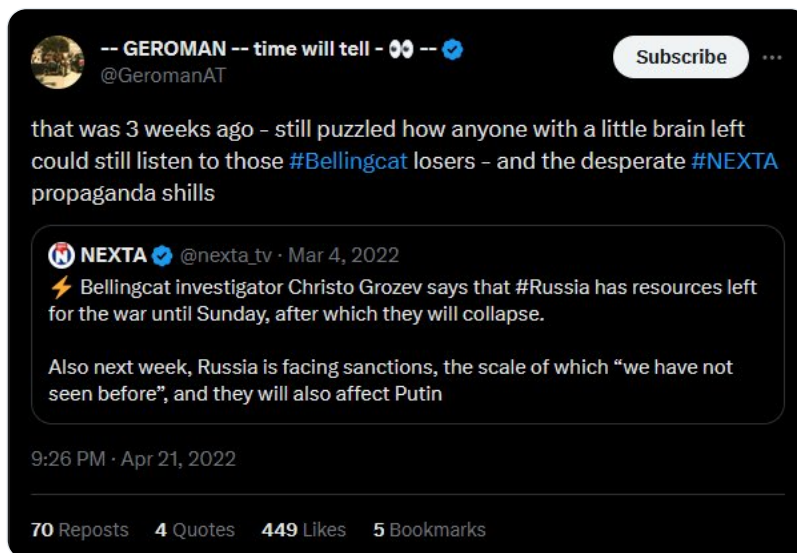 -- GEROMAN -- time will tell - 👀 --
Subscribe
@GeromanAT
that was 3 weeks ago - still puzzled how anyone with a little brain left
could still listen to those #Bellingcat losers - and the desperate #NEXTA
propaganda shills
NEXTA @nexta_tv · Mar 4, 2022
⚡ Bellingcat investigator Christo Grozev says that #Russia has resources left
for the war until Sunday, after which they will collapse.
Also next week, Russia is facing sanctions, the scale of which “we have not
seen before”, and they will also affect Putin
9:26 PM · Apr 21, 2022
70 Reposts 4 Quotes 449 Likes 5 Bookmarks